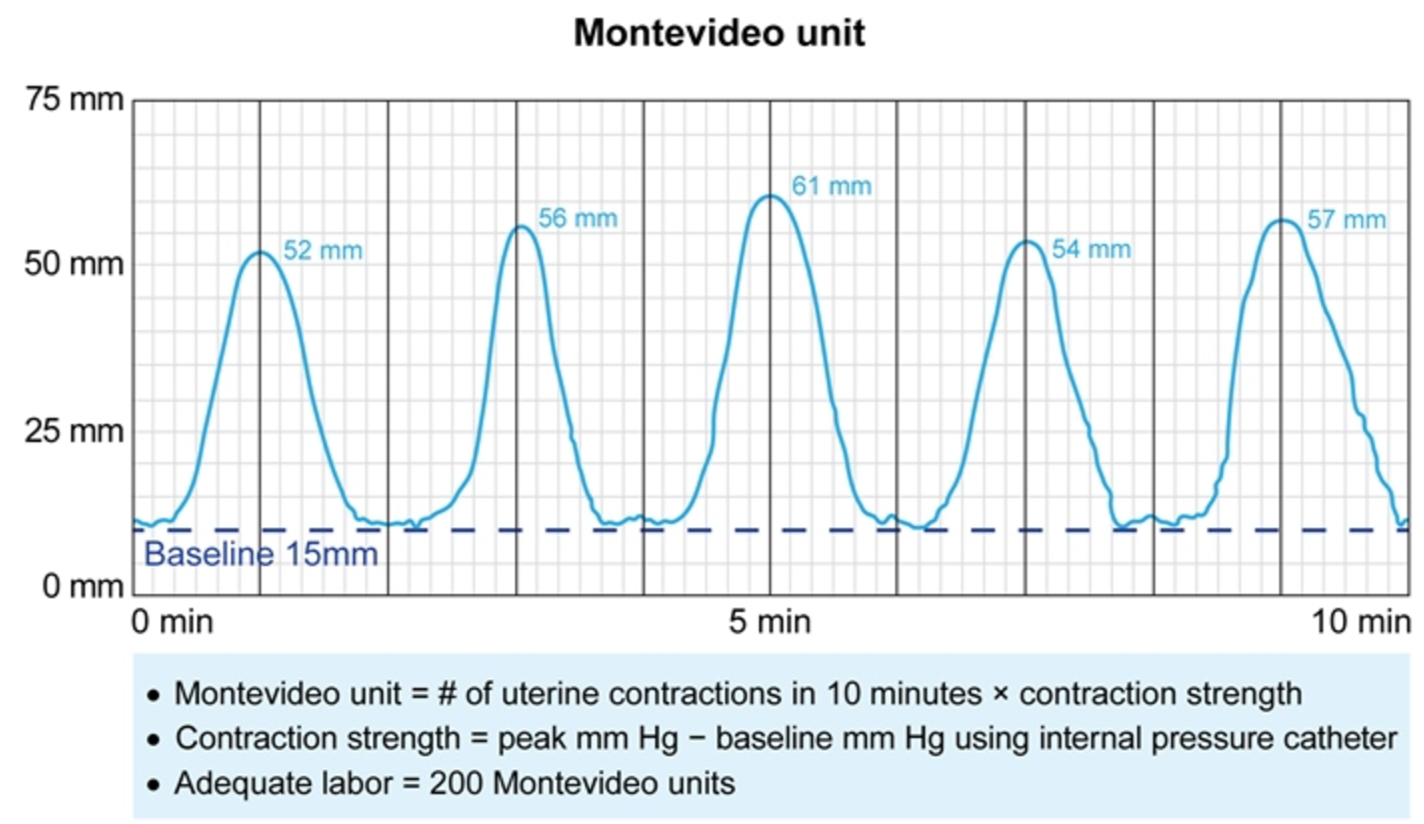 Montevideo unit
75 mm
61 mm
56 mm
57 mm
52 mm
54 mm
50 mm
25 mm
Baseline 15mm
0 mm
0 min
5 min
10 min
• Montevideo unit = # of uterine contractions in 10 minutes × contraction strength
• Contraction strength = peak mm Hg − baseline mm Hg using internal pressure catheter
• Adequate labor = 200 Montevideo units